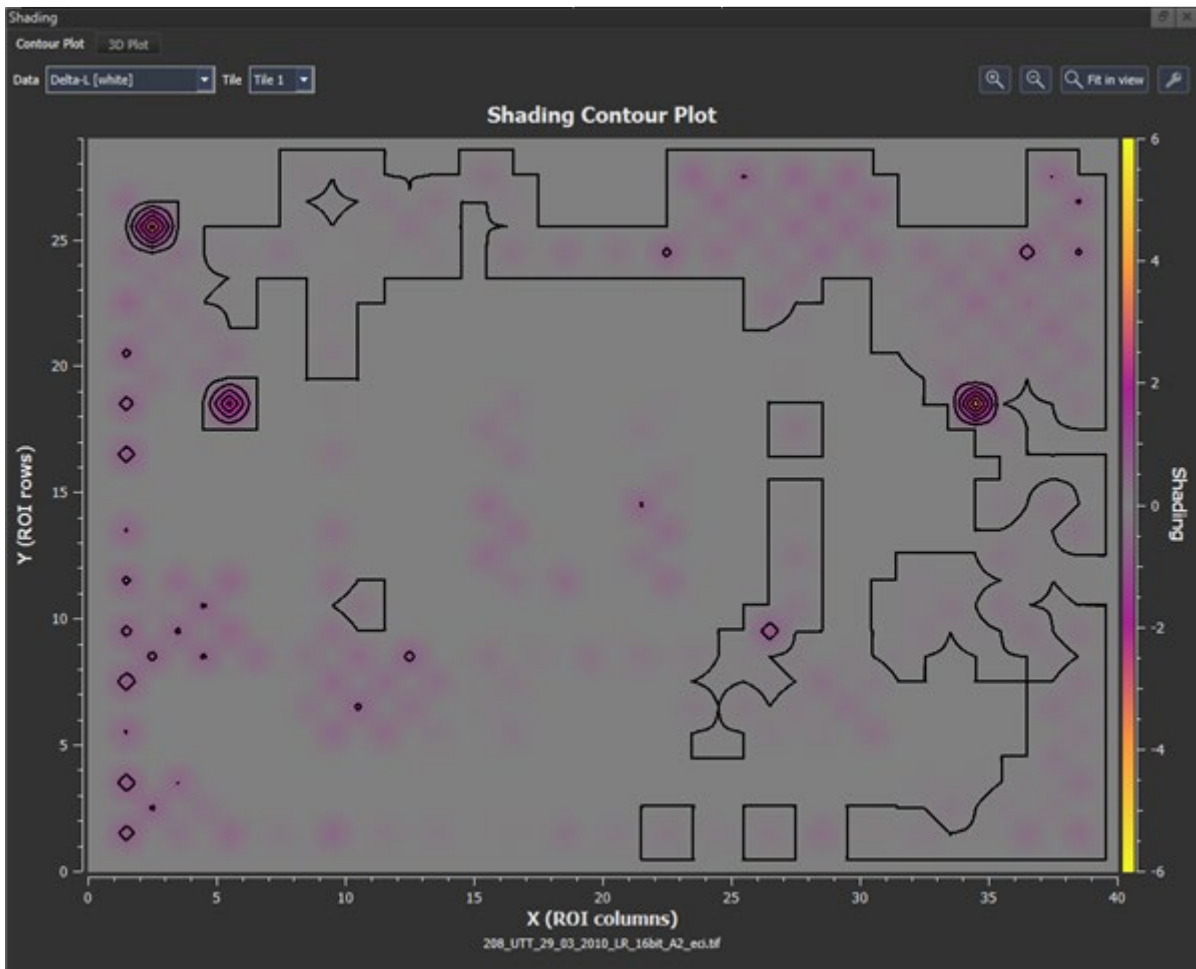 Shading
Contour Plot 3D Plot
Data Delta-L [white] Tile Tile 1 Fit in view
Shading Contour Plot
6
25
4
20
2
Y (ROI rows)
15
0
Shading
10
-2
5
-4
0
-6
0 5 10 15 20 25 30 35 40
X (ROI columns)
208_UTT_29_03_2010_LR_16bit_A2_eci.tif